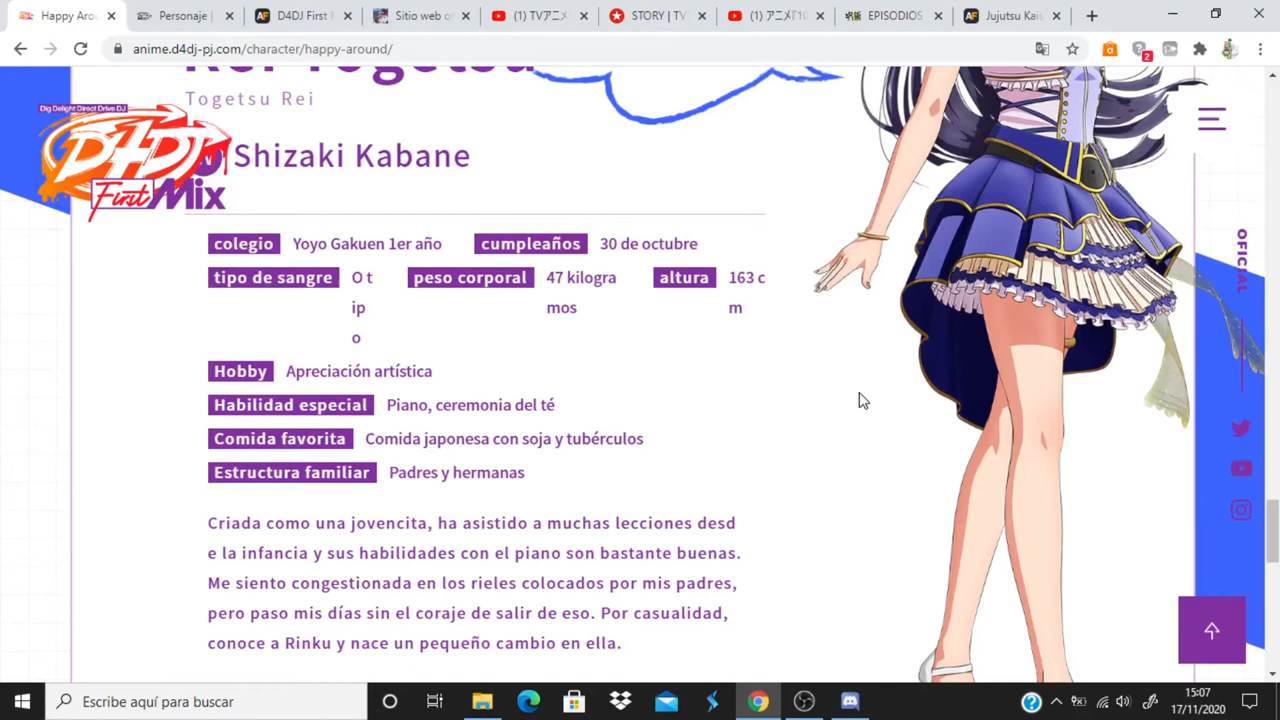 Happy Arou
Personaje |
D4DJ First M
Sitio web of
(1) TVアニメ
STORY | TV
(1) アニメ『10
EPISODIOS
Jujutsu Kais
anime.d4dj-pj.com/character/happy-around/
2
Rei Togetsu
Togetsu Rei
Dig Delight Direct Drive DJ
D4DJ
First Mix
Shizaki Kabane
colegio Yoyo Gakuen 1er año cumpleaños 30 de octubre
tipo de sangre O t peso corporal 47 kilogra altura 163 c
ip mos m
o
Hobby Apreciación artística
Habilidad especial Piano, ceremonia del té
Comida favorita Comida japonesa con soja y tubérculos
Estructura familiar Padres y hermanas
Criada como una jovencita, ha asistido a muchas lecciones desd
e la infancia y sus habilidades con el piano son bastante buenas.
Me siento congestionada en los rieles colocados por mis padres,
pero paso mis días sin el coraje de salir de eso. Por casualidad,
conoce a Rinku y nace un pequeño cambio en ella.
OFICIAL
Escribe aquí para buscar
15:07
17/11/2020